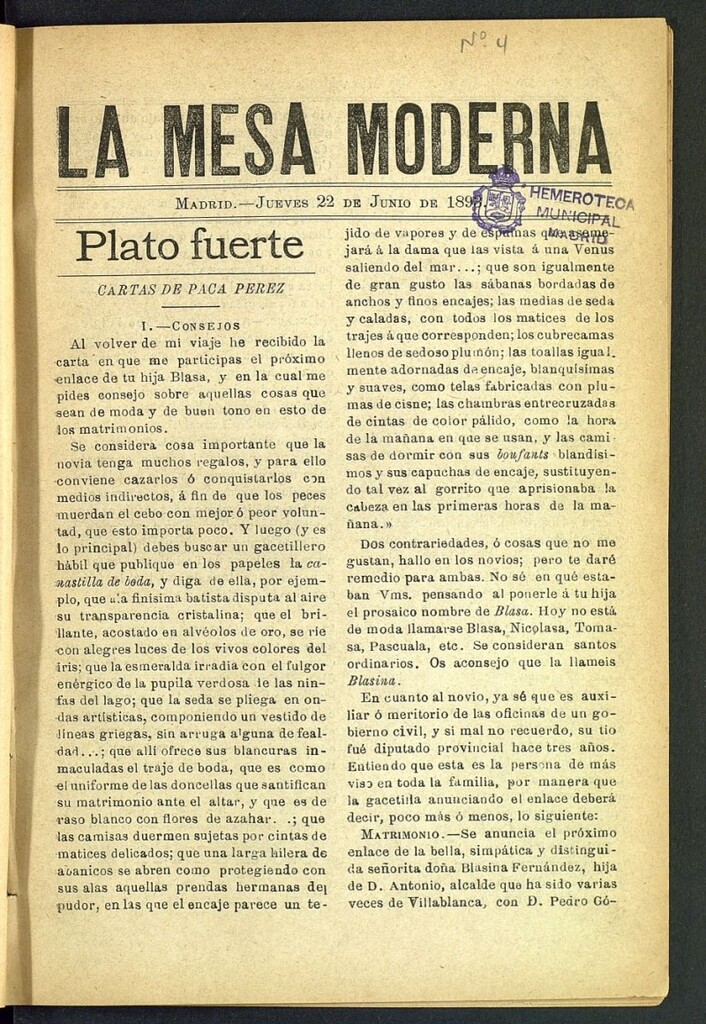 Nº 4
LA MESA MODERNA
MADRID.—JUEVES 22 DE JUNIO DE 1893.
HEMEROTECA
MUNICIPAL
MADRID
Plato fuerte
CARTAS DE PACA PEREZ
I.—CONSEJOS
Al volver de mi viaje he recibido la
carta en que me participas el próximo
enlace de tu hija Blasa, y en la cual me
pides consejo sobre aquellas cosas que
sean de moda y de buen tono en esto de
los matrimonios.
Se considera cosa importante que la
novia tenga muchos regalos, y para ello
conviene cazarlos ó conquistarlos con
medios indirectos, á fin de que los peces
muerdan el cebo con mejor ó peor volun-
tad, que esto importa poco. Y luego (y es
lo principal) debes buscar un gacetillero
hábil que publique en los papeles la ca-
nastilla de boda, y diga de ella, por ejem-
plo, que «la finísima batista disputa al aire
su transparencia cristalina; que el bri-
llante, acostado en alvéolos de oro, se ríe
con alegres luces de los vivos colores del
iris; que la esmeralda irradia con el fulgor
enérgico de la pupila verdosa de las nin-
fas del lago; que la seda se pliega en on-
das artísticas, componiendo un vestido de
líneas griegas, sin arruga alguna de feal-
dad...; que allí ofrece sus blancuras in-
maculadas el traje de boda, que es como
el uniforme de las doncellas que santifican
su matrimonio ante el altar, y que es de
raso blanco con flores de azahar. .; que
las camisas duermen sujetas por cintas de
matices delicados; que una larga hilera de
abanicos se abren como protegiendo con
sus alas aquellas prendas hermanas del
pudor, en las que el encaje parece un te-
jido de vapores y de espumas que aseme-
jará á la dama que las vista á una Venus
saliendo del mar...; que son igualmente
de gran gusto las sábanas bordadas de
anchos y finos encajes; las medias de seda
y caladas, con todos los matices de los
trajes á que corresponden; los cubrecamas
llenos de sedoso plumón; las toallas igual.
mente adornadas de encaje, blanquísimas
y suaves, como telas fabricadas con plu-
mas de cisne; las chambras entrecruzadas
de cintas de color pálido, como la hora
de la mañana en que se usan, y las cami-
sas de dormir con sus boufants blandísi-
mos y sus capuchas de encaje, sustituyen-
do tal vez al gorrito que aprisionaba la
cabeza en las primeras horas de la ma-
ñana.»
Dos contrariedades, ó cosas que no me
gustan, hallo en los novios; pero te daré
remedio para ambas. No sé en qué esta-
ban Vms. pensando al ponerle á tu hija
el prosaico nombre de Blasa. Hoy no está
de moda llamarse Blasa, Nicolasa, Toma-
sa, Pascuala, etc. Se consideran santos
ordinarios. Os aconsejo que la llameis
Blasina.
En cuanto al novio, ya sé que es auxi-
liar ó meritorio de las oficinas de un go-
bierno civil, y si mal no recuerdo, su tío
fué diputado provincial hace tres años.
Entiendo que esta es la persona de más
viso en toda la familia, por manera que
la gacetilla anunciando el enlace deberá
decir, poco más ó menos, lo siguiente:
MATRIMONIO.—Se anuncia el próximo
enlace de la bella, simpática y distingui-
da señorita doña Blasina Fernández, hija
de D. Antonio, alcalde que ha sido varias
veces de Villablanca, con D. Pedro Gó-